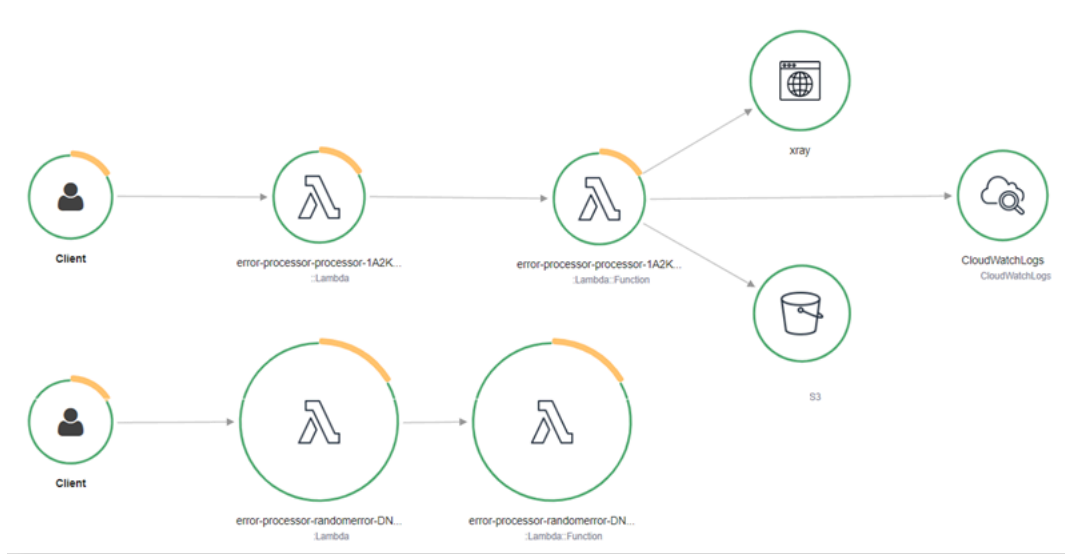 xray
Client
error-processor-processor-1A2K...
::Lambda
error-processor-processor-1A2K...
:Lambda::Function
CloudWatchLogs
CloudWatchLogs
S3
Client
error-processor-randomerror-DN...
:Lambda
error-processor-randomerror-DN...
:Lambda::Function